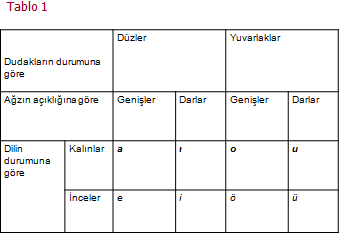 Tablo 1
Düzler Yuvarlaklar
Dudakların durumuna
göre
Ağzın açıklığına göre Genişler Darlar Genişler Darlar
Dilin Kalınlar a ı o u
durumuna
göre
İnceler e i ö ü